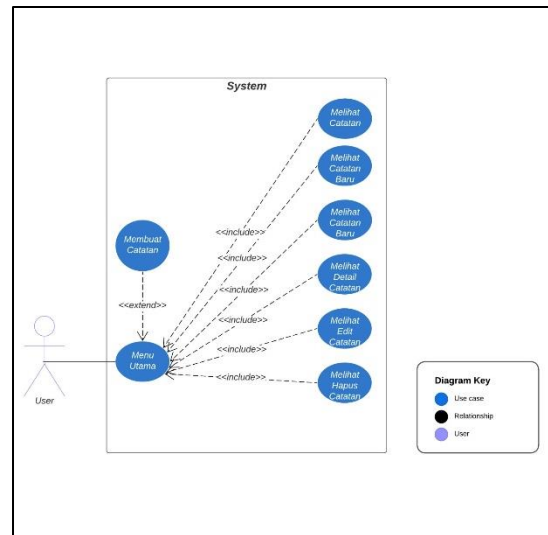 System
Melihat
Catatan
Melihat
Catatan
Baru
<<include>>
Melihat
Catatan
Baru
Membuat
Catatan
<<include>>
<<include>>
Melihat
Detail
Catatan
<<extend>>
<<include>>
Melihat
Edit
Catatan
<<include>>
Menu
Utama
<<include>>
Melihat
Hapus
Catatan
User
Diagram Key
Use case
Relationship
User